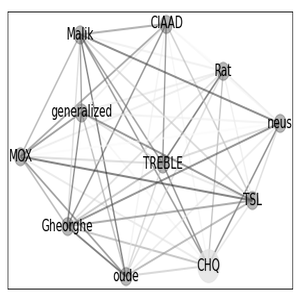 CIAAD
Malik
Rat
generalized
neus
MOX
TREBLE
TSL
Gheorghe
CHQ
oude